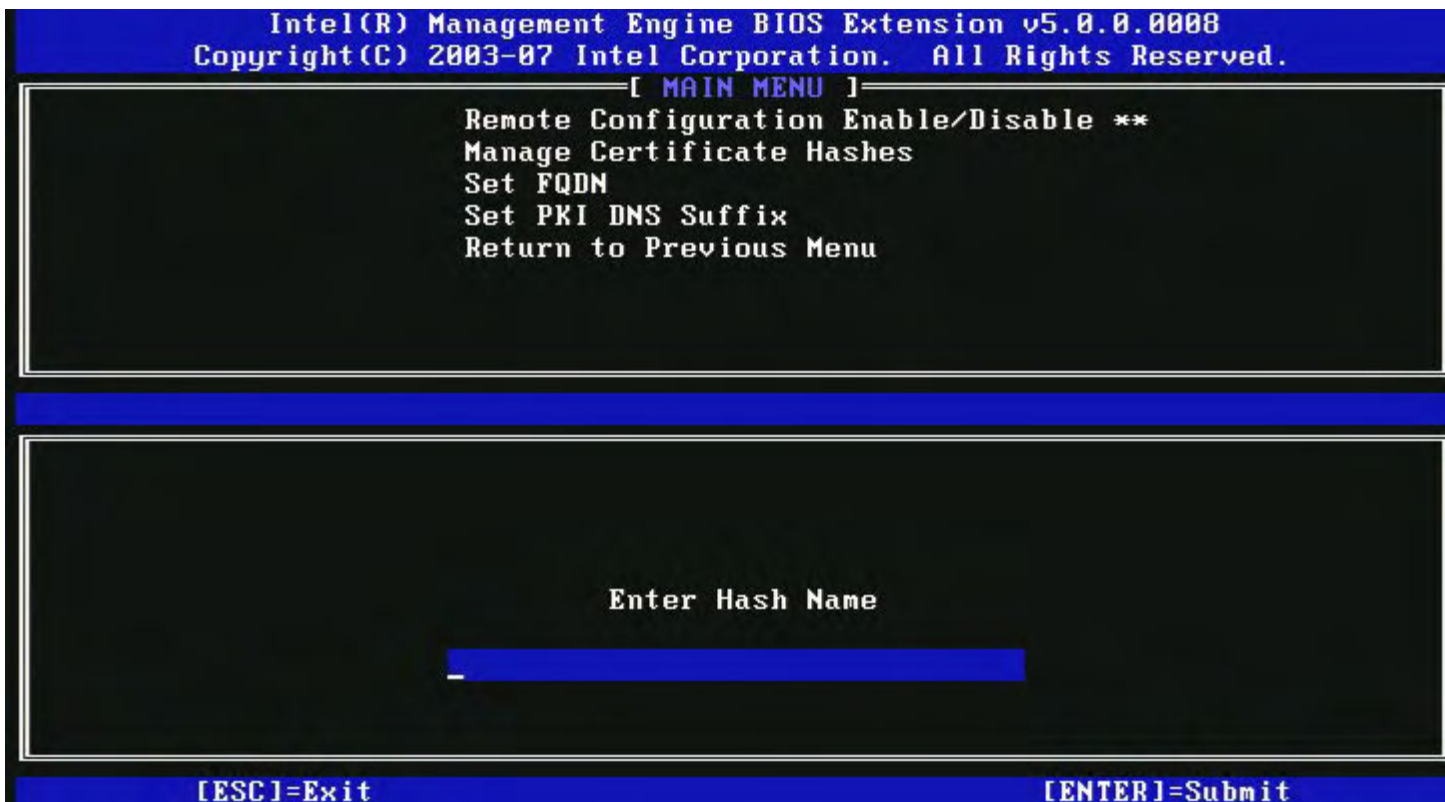 Intel(R) Management Engine BIOS Extension v5.0.0.0008
Copyright(C) 2003-07 Intel Corporation. All Rights Reserved.
[ MAIN MENU ]
Remote Configuration Enable/Disable **
Manage Certificate Hashes
Set FQDN
Set PKI DNS Suffix
Return to Previous Menu
Enter Hash Name
[ESC]=Exit [ENTER]=Submit